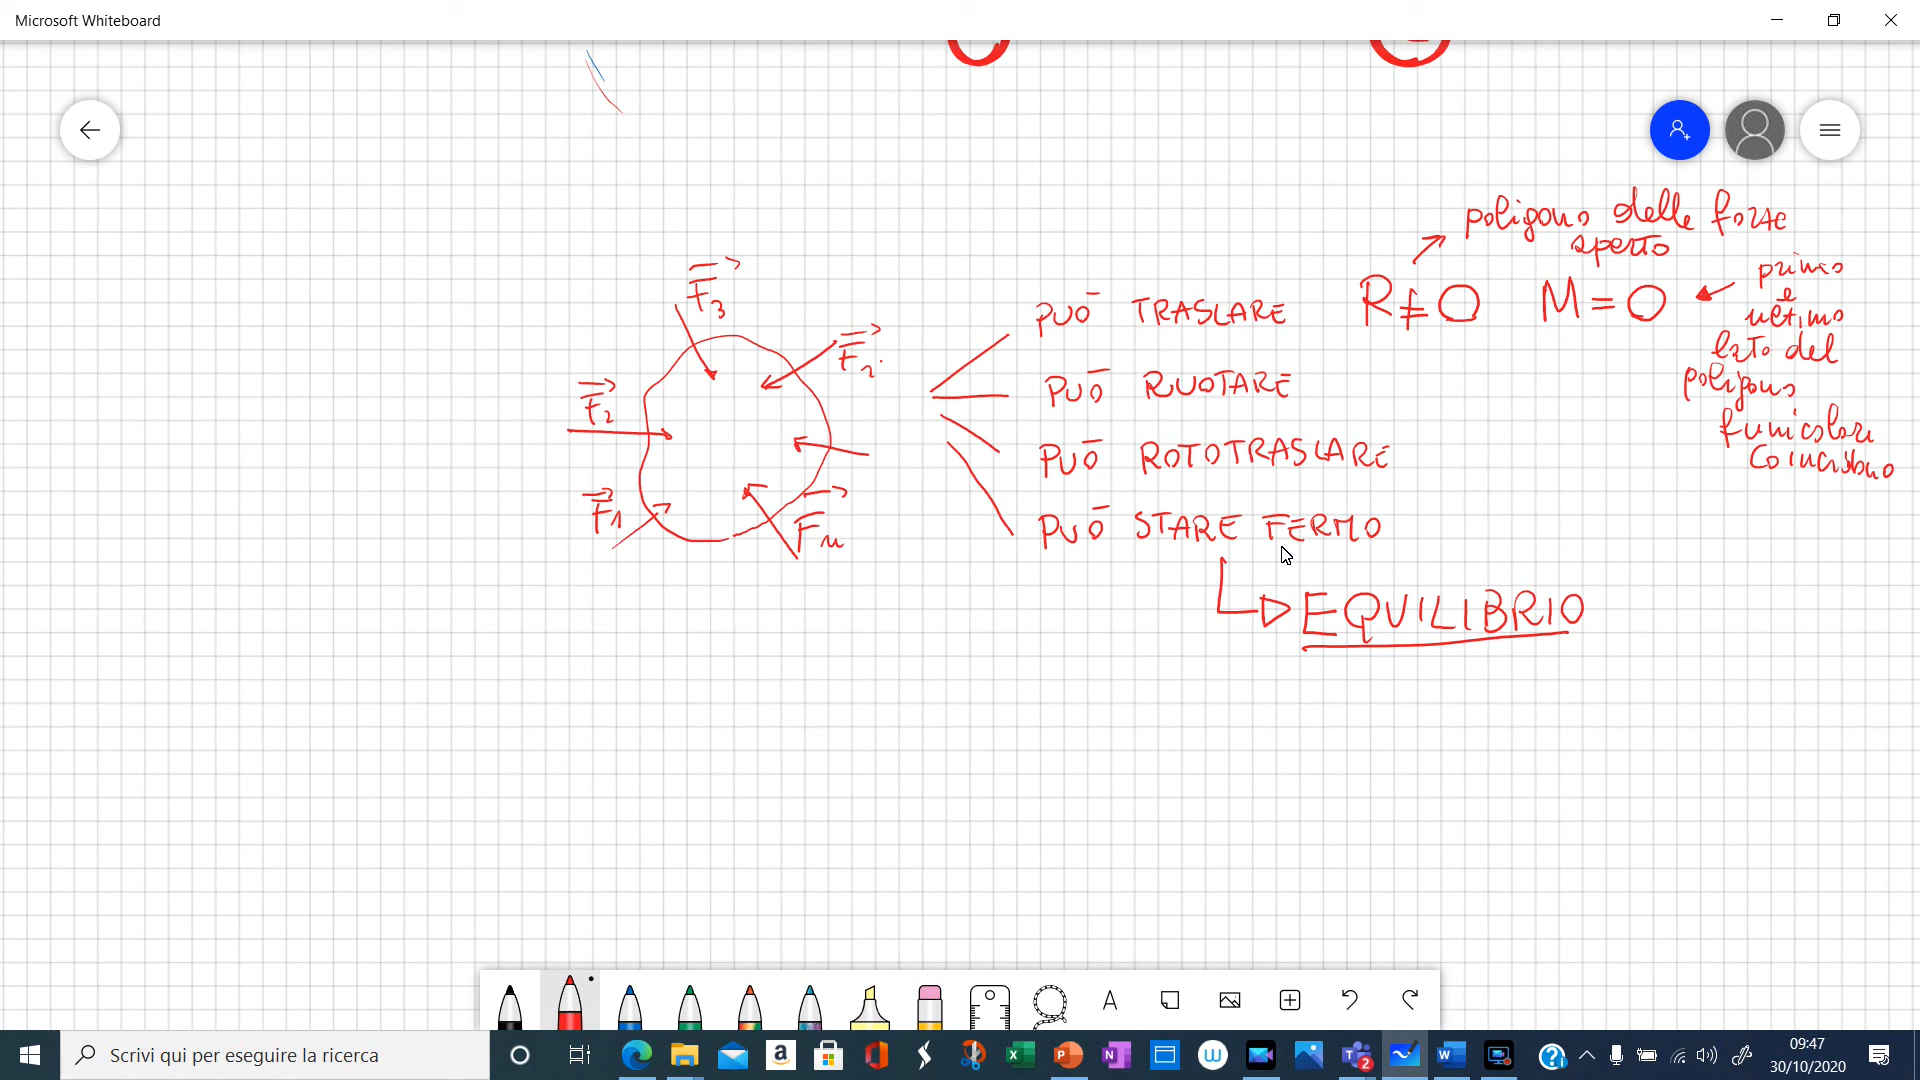 Microsoft Whiteboard
poligono delle forze
aperto
F3
PUÒ TRASLARE R ≠ 0 M = 0
primo
e
ultimo
lato del
poligono
funicolare
coincidono
Fi
F2
PUÒ RUOTARE
PUÒ ROTOTRASLARE
F1
Fn
PUÒ STARE FERMO
EQUILIBRIO
Scrivi qui per eseguire la ricerca
09:47
30/10/2020